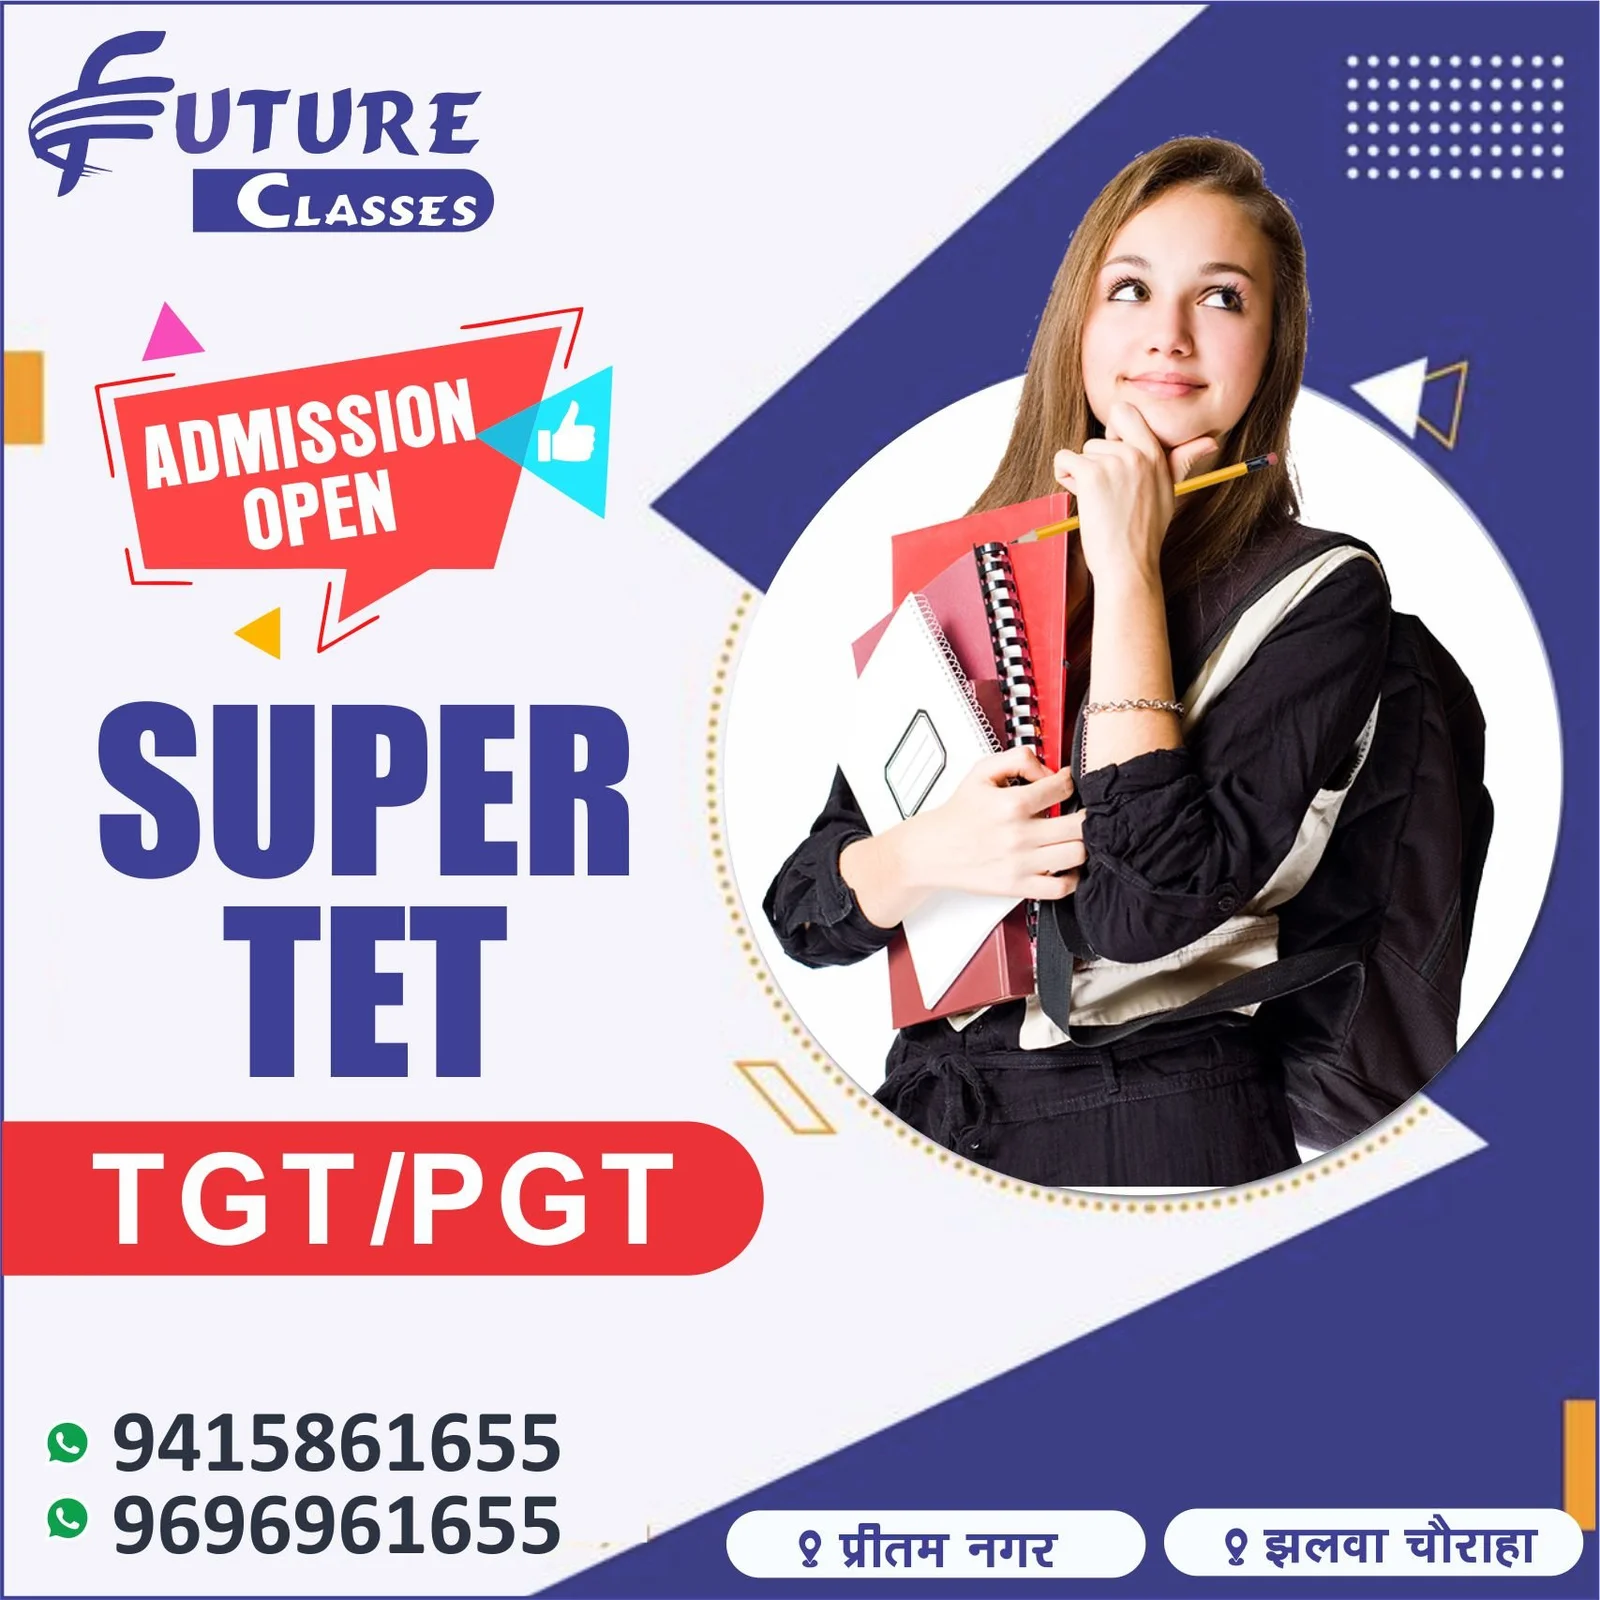 FUTURE
CLASSES
ADMISSION
OPEN
SUPER
TET
TGT/PGT
9415861655
9696961655
प्रीतम नगर
झलवा चौराहा